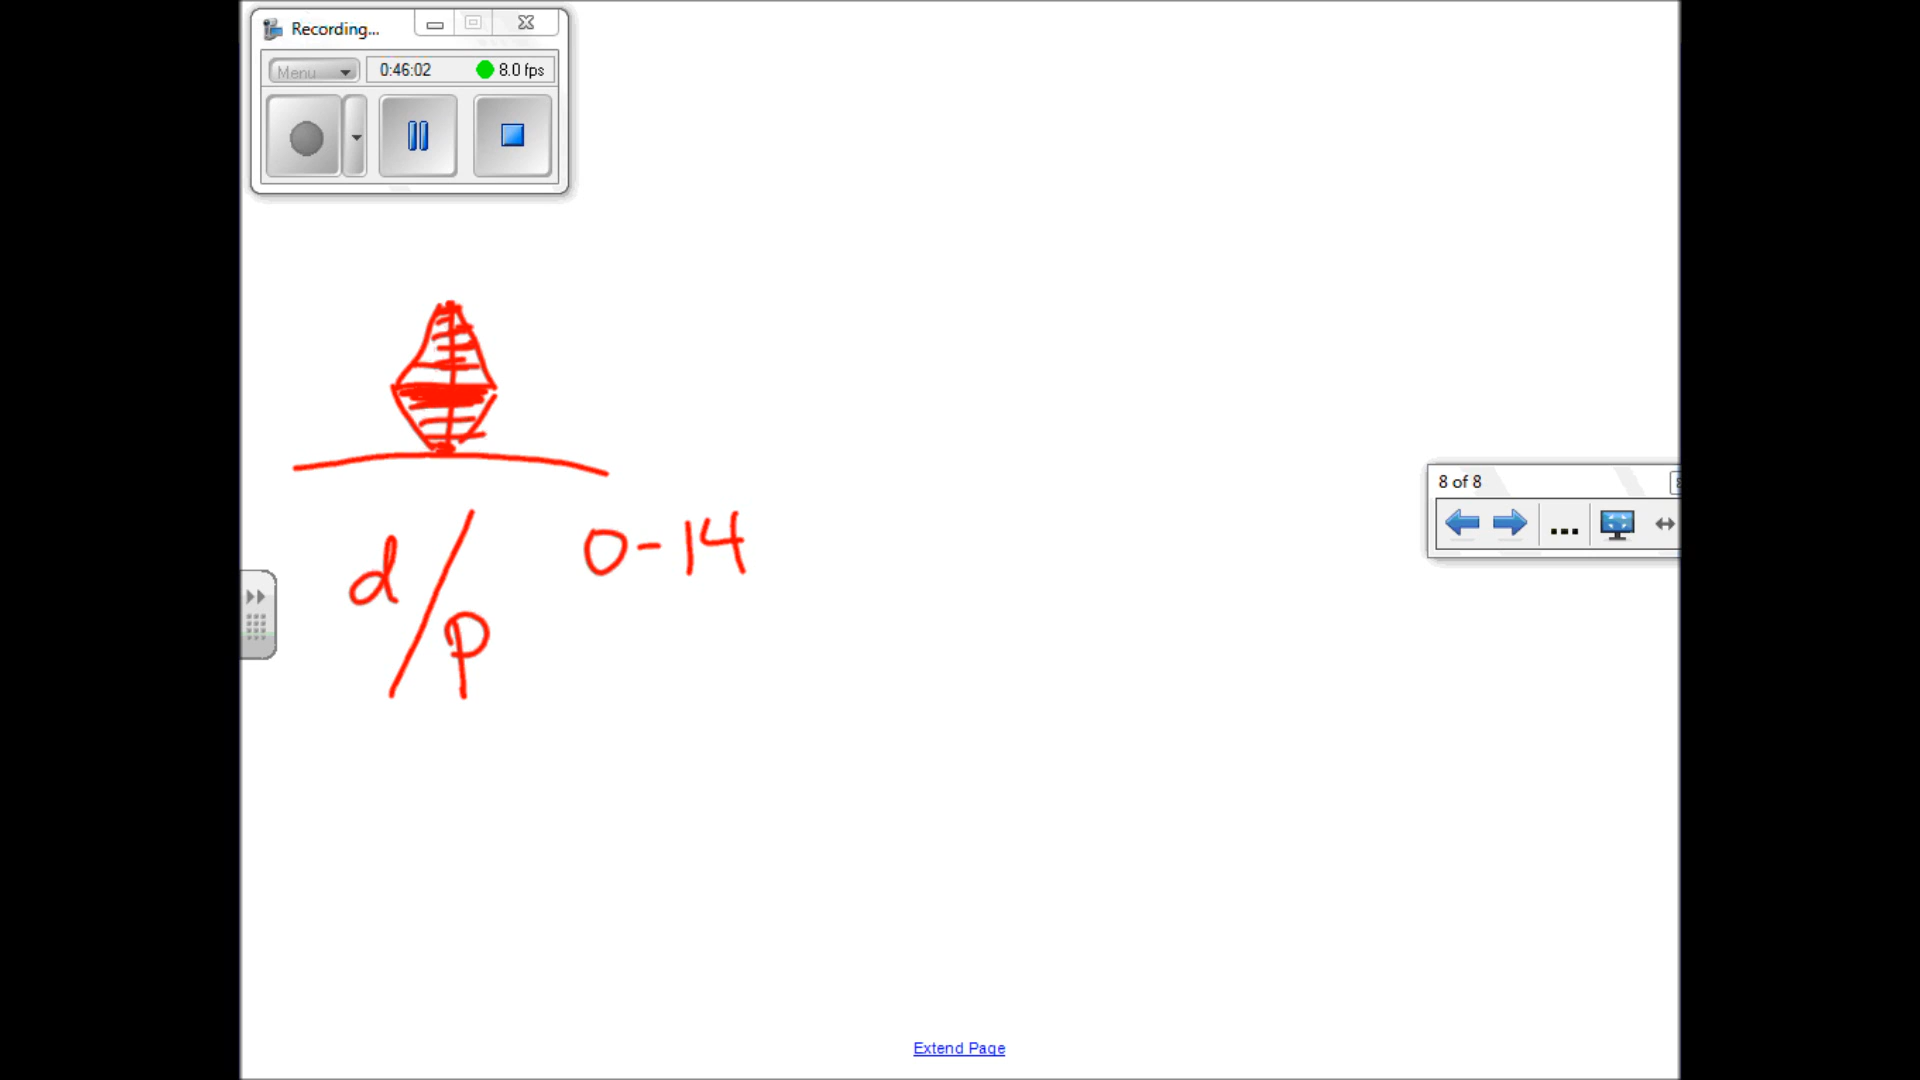 Recording...
Menu
0:46:02
8.0 fps
8 of 8
...
d/p
0-14
Extend Page